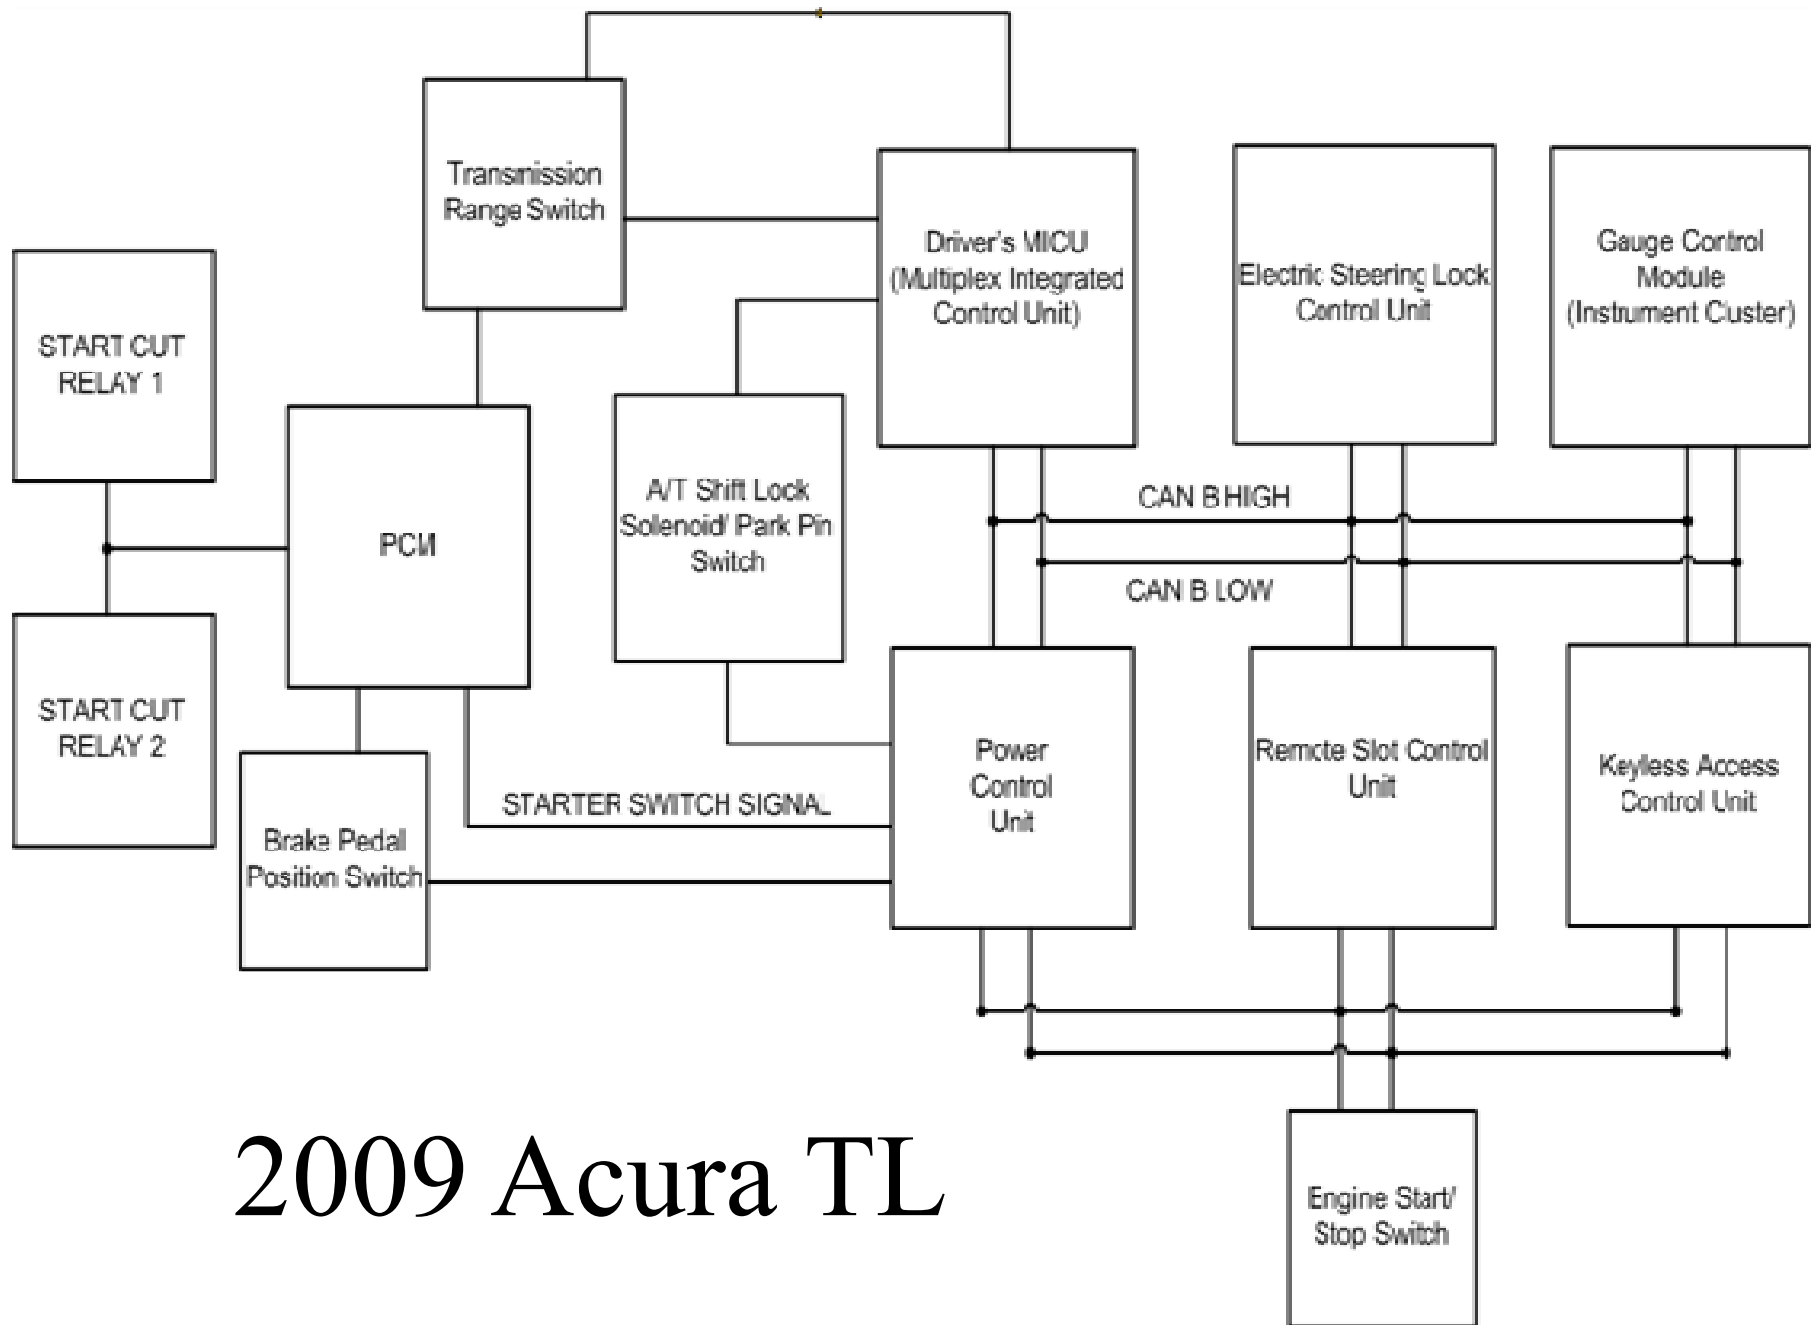 Transmission
Range Switch
Driver's MICU
(Multiplex Integrated
Control Unit)
Electric Steering Lock
Control Unit
Gauge Control
Module
(Instrument Cluster)
START CUT
RELAY 1
PCM
A/T Shift Lock
Solenoid/ Park Pin
Switch
CAN B HIGH
CAN B LOW
START CUT
RELAY 2
Brake Pedal
Position Switch
STARTER SWITCH SIGNAL
Power
Control
Unit
Remote Slot Control
Unit
Keyless Access
Control Unit
2009 Acura TL
Engine Start/
Stop Switch